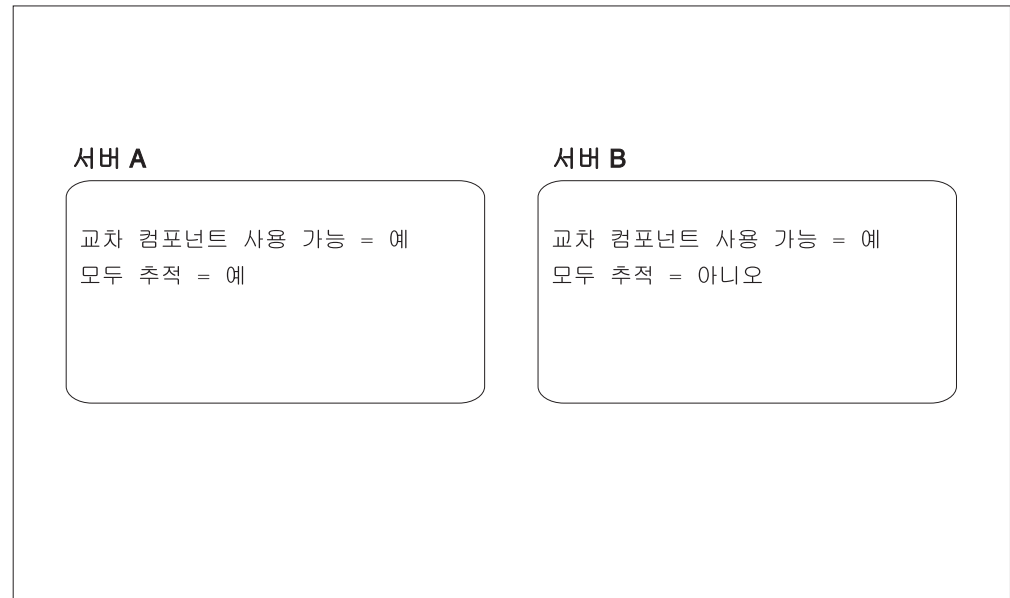 서버 A
교차 컴포넌트 사용 가능 = 예
모두 추적 = 예
서버 B
교차 컴포넌트 사용 가능 = 예
모두 추적 = 아니오